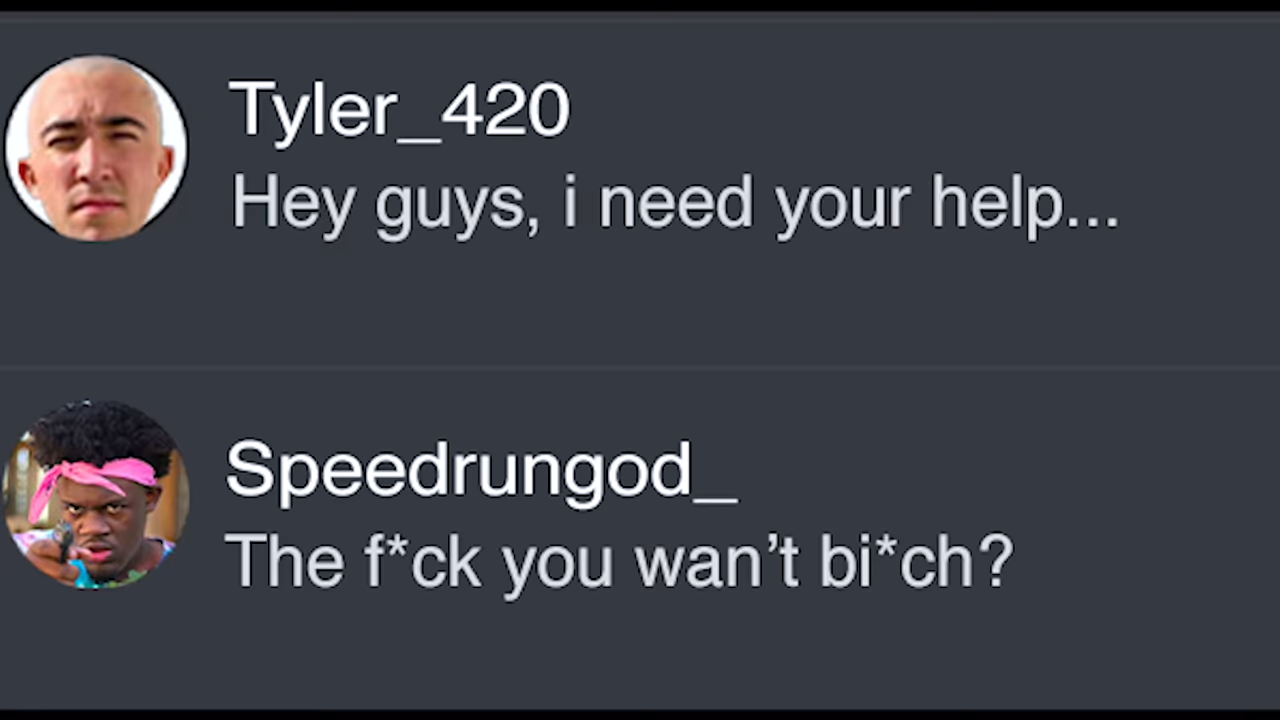 Tyler_420
Hey guys, i need your help...
Speedrungod_
The f*ck you wan’t bi*ch?